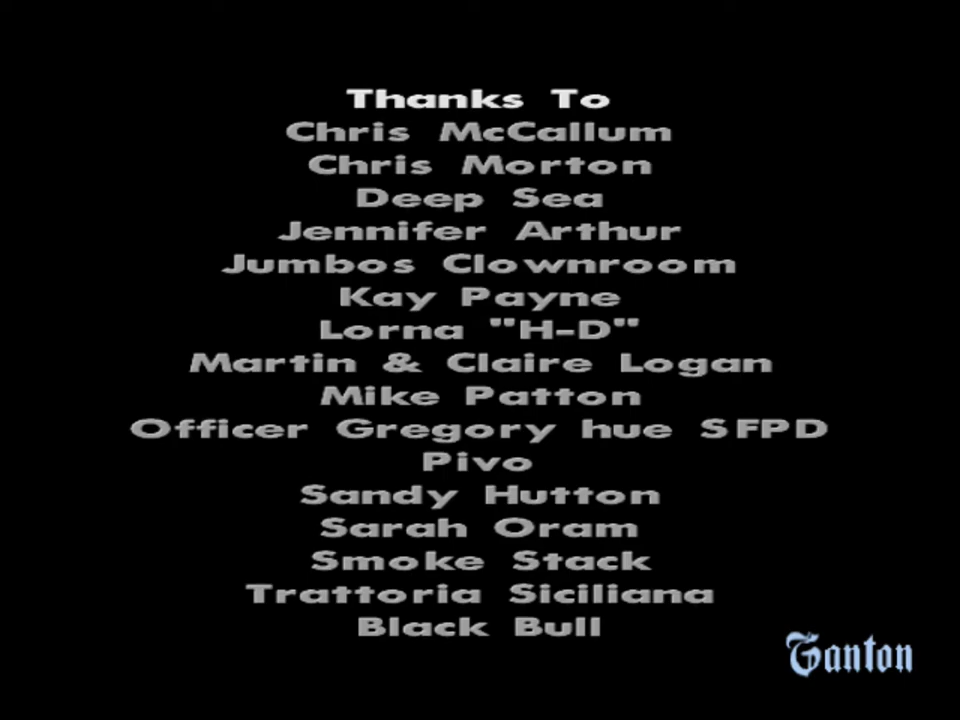 Thanks To
Chris McCallum
Chris Morton
Deep Sea
Jennifer Arthur
Jumbos Clownroom
Kay Payne
Lorna "H-D"
Martin & Claire Logan
Mike Patton
Officer Gregory hue SFPD
Pivo
Sandy Hutton
Sarah Oram
Smoke Stack
Trattoria Siciliana
Black Bull
Ganton